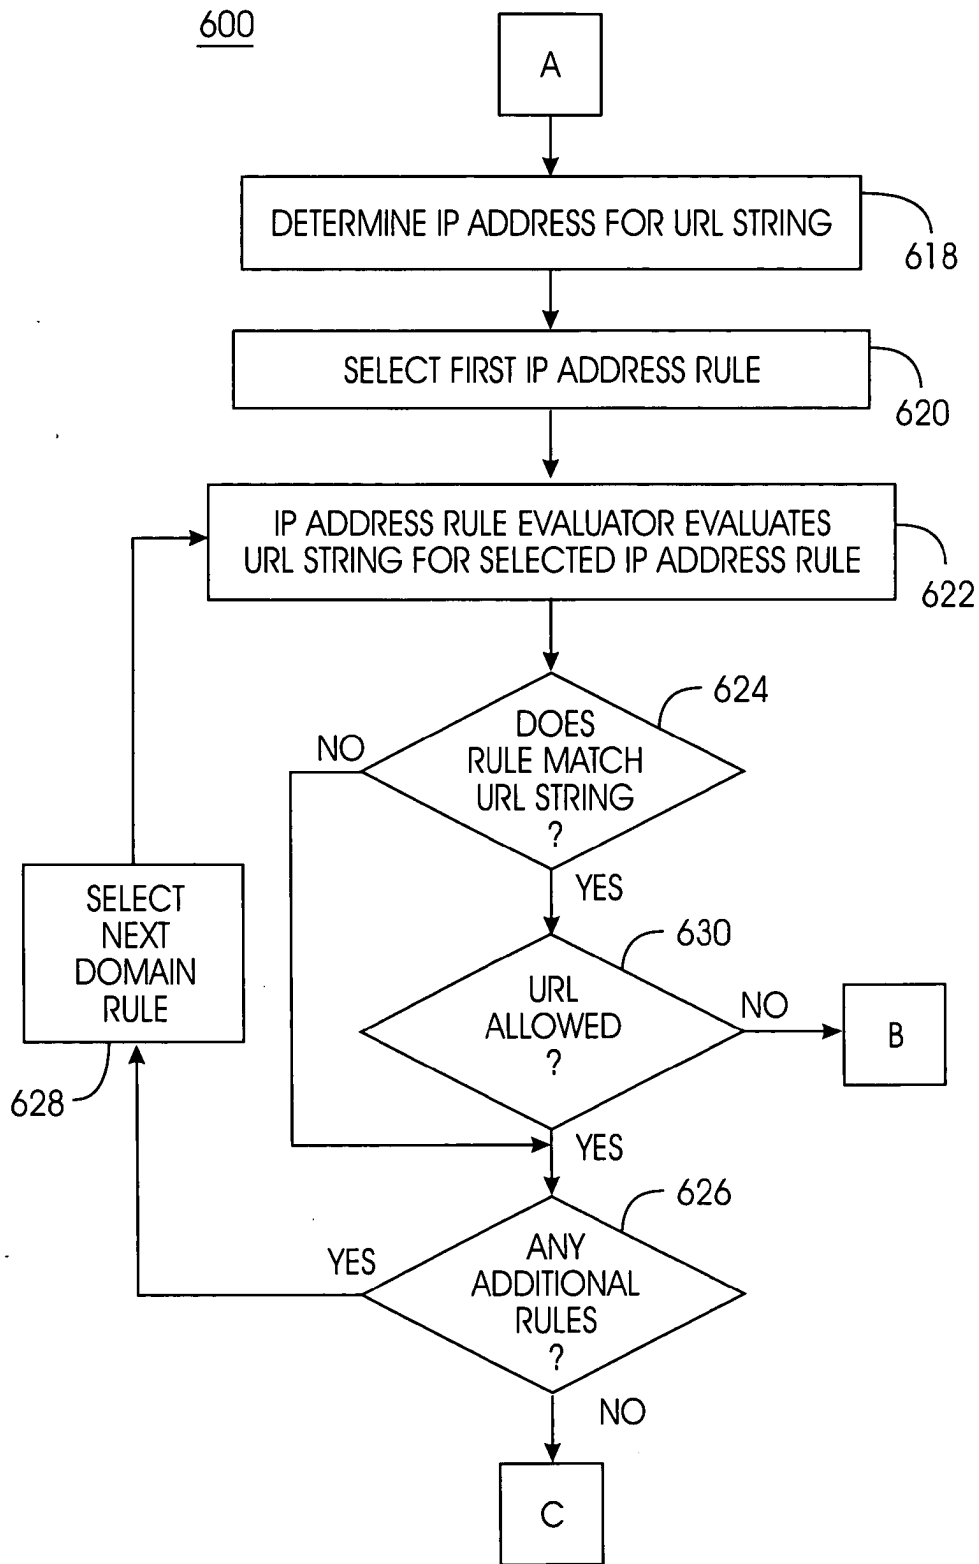 600
A
DETERMINE IP ADDRESS FOR URL STRING
618
SELECT FIRST IP ADDRESS RULE
620
IP ADDRESS RULE EVALUATOR EVALUATES
URL STRING FOR SELECTED IP ADDRESS RULE
622
624
DOES
RULE MATCH
URL STRING
?
NO
YES
SELECT
NEXT
DOMAIN
RULE
628
630
URL
ALLOWED
?
NO
B
YES
626
ANY
ADDITIONAL
RULES
?
YES
NO
C